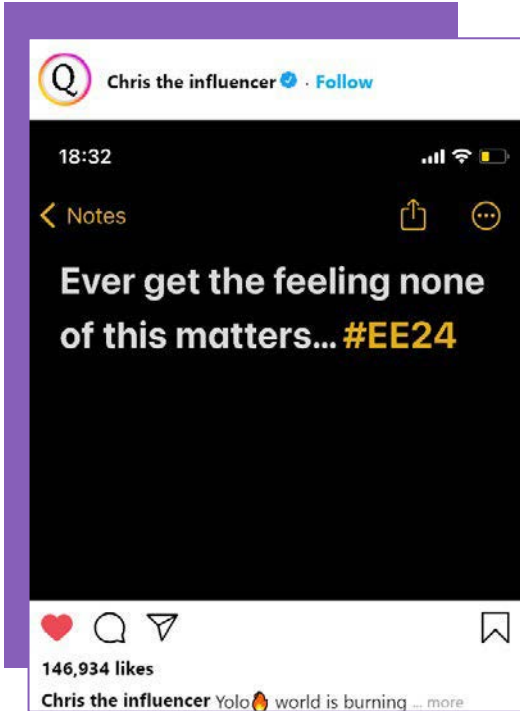 Q
Chris the influencer · Follow
18:32
Notes
Ever get the feeling none
of this matters... #EE24
146,934 likes
Chris the influencer Yolo🔥 world is burning ... more